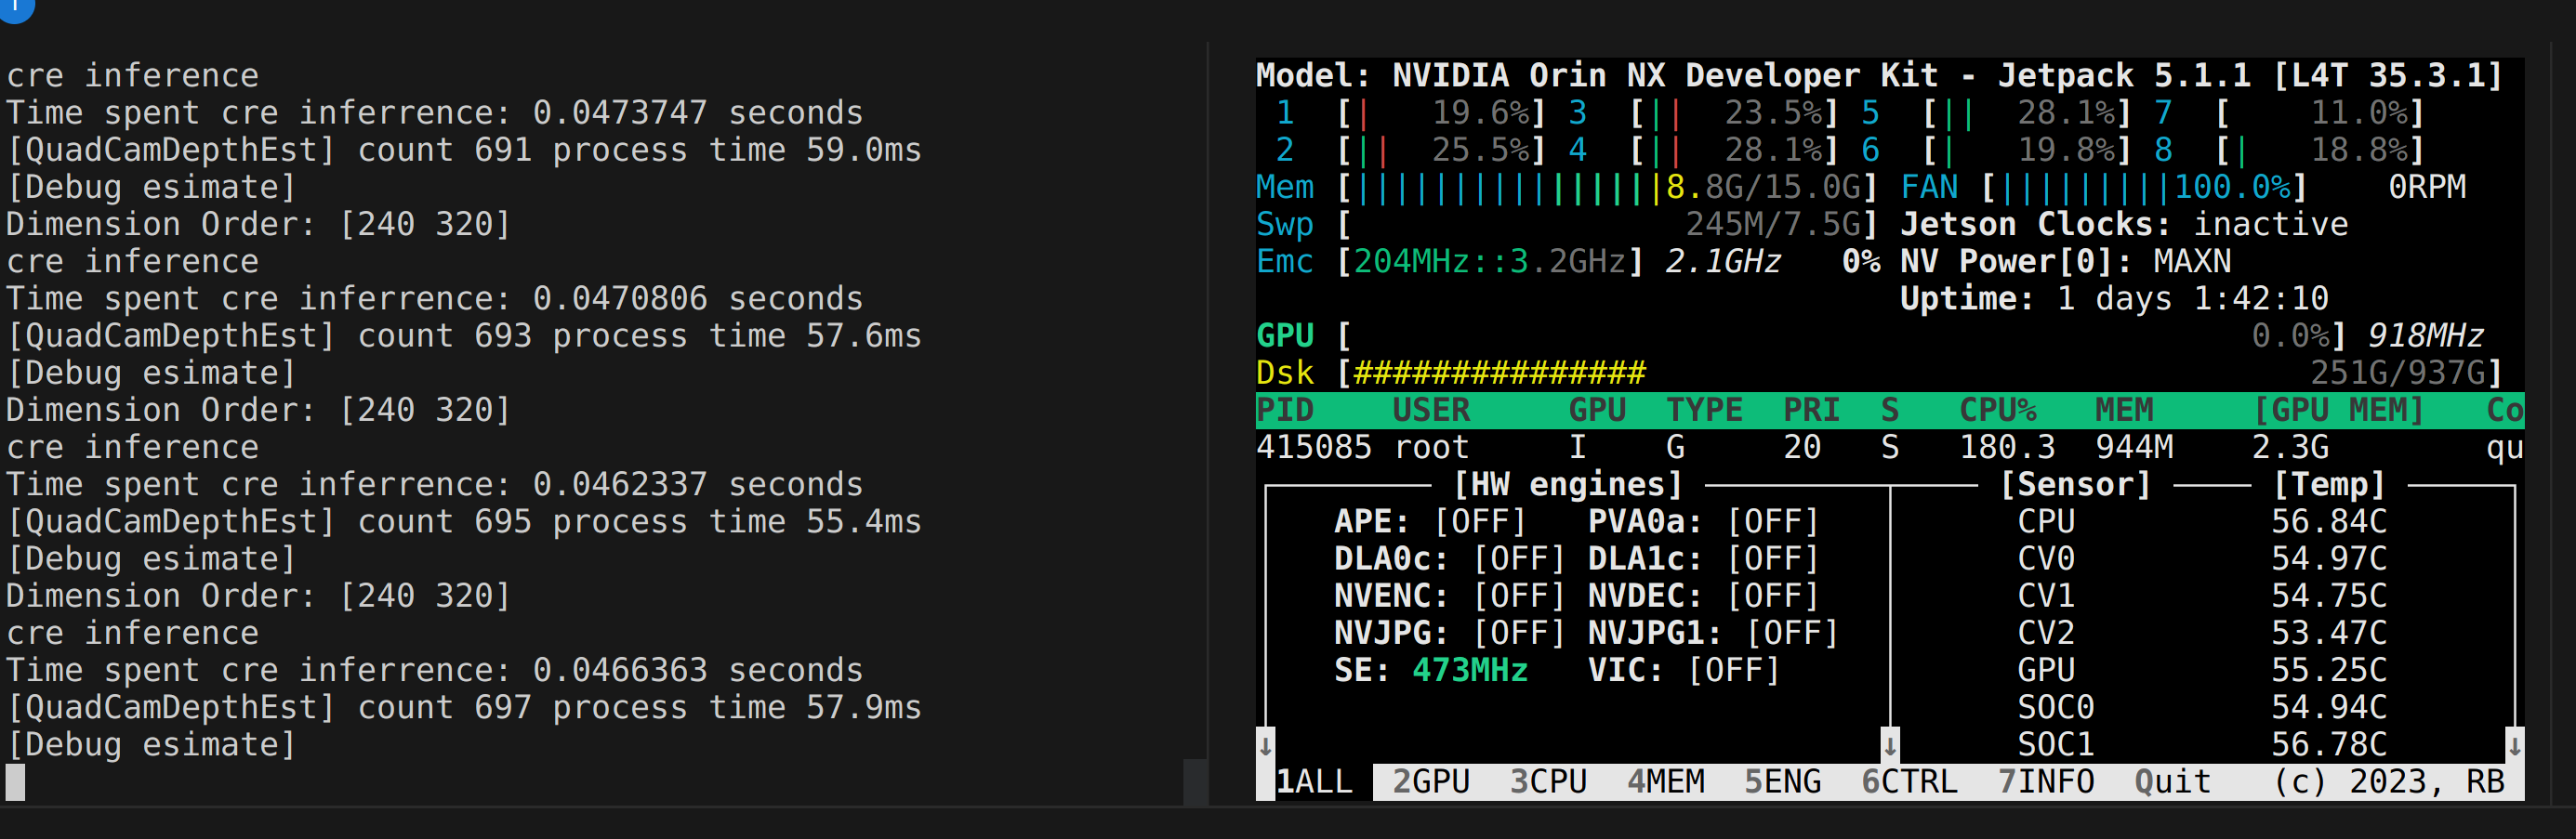 cre inference
Time spent cre inferrence: 0.0473747 seconds
[QuadCamDepthEst] count 691 process time 59.0ms
[Debug esimate]
Dimension Order: [240 320]
cre inference
Time spent cre inferrence: 0.0470806 seconds
[QuadCamDepthEst] count 693 process time 57.6ms
[Debug esimate]
Dimension Order: [240 320]
cre inference
Time spent cre inferrence: 0.0462337 seconds
[QuadCamDepthEst] count 695 process time 55.4ms
[Debug esimate]
Dimension Order: [240 320]
cre inference
Time spent cre inferrence: 0.0466363 seconds
[QuadCamDepthEst] count 697 process time 57.9ms
[Debug esimate]
Model: NVIDIA Orin NX Developer Kit - Jetpack 5.1.1 [L4T 35.3.1]
1 [| 19.6%] 3 [|| 23.5%] 5 [|| 28.1%] 7 [ 11.0%]
2 [|| 25.5%] 4 [|| 28.1%] 6 [| 19.8%] 8 [| 18.8%]
Mem [||||||||||||||||8.8G/15.0G] FAN [|||||||||100.0%] 0RPM
Swp [ 245M/7.5G] Jetson Clocks: inactive
Emc [204MHz::3.2GHz] 2.1GHz 0% NV Power[0]: MAXN
Uptime: 1 days 1:42:10
GPU [ 0.0%] 918MHz
Dsk [############### 251G/937G]
PID USER GPU TYPE PRI S CPU% MEM [GPU MEM] Co
415085 root I G 20 S 180.3 944M 2.3G qu
[HW engines] [Sensor] [Temp]
APE: [OFF] PVA0a: [OFF] CPU 56.84C
DLA0c: [OFF] DLA1c: [OFF] CV0 54.97C
NVENC: [OFF] NVDEC: [OFF] CV1 54.75C
NVJPG: [OFF] NVJPG1: [OFF] CV2 53.47C
SE: 473MHz VIC: [OFF] GPU 55.25C
SOC0 54.94C
↓ ↓ SOC1 56.78C ↓
1ALL 2GPU 3CPU 4MEM 5ENG 6CTRL 7INFO Quit (c) 2023, RB